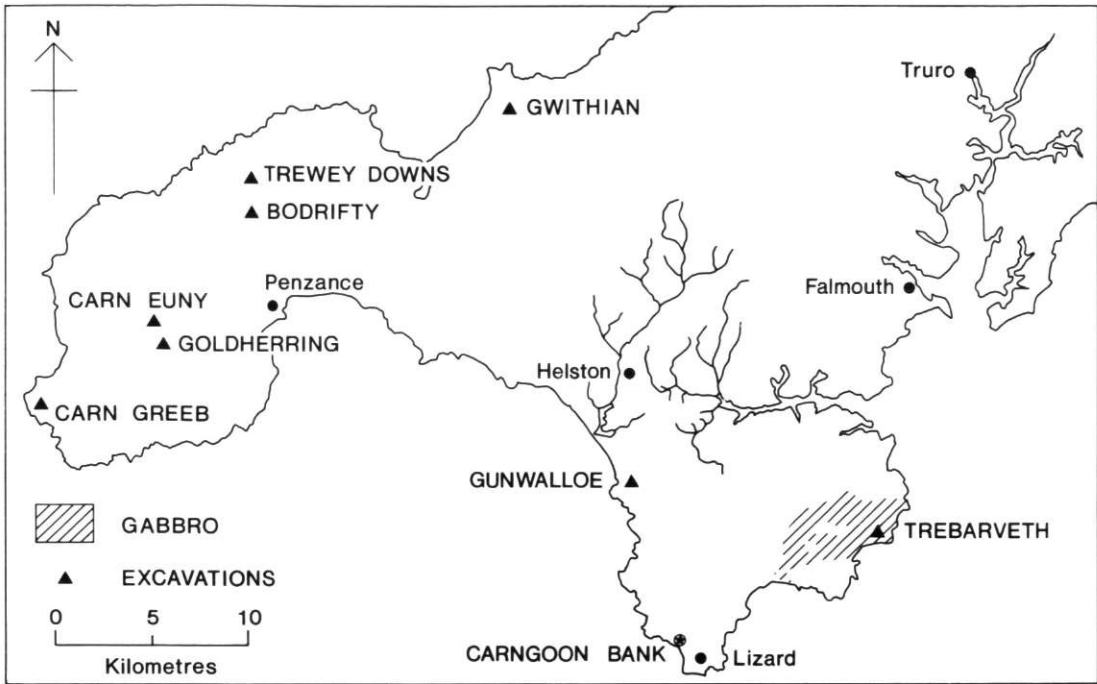 N
Truro
GWITHIAN
TREWEY DOWNS
BODRIFTY
Penzance
Falmouth
CARN EUNY
GOLDHERRING
Helston
CARN GREEB
GUNWALLOE
GABBRO
TREBARVETH
EXCAVATIONS
0 5 10
Kilometres
CARNGOON BANK
Lizard